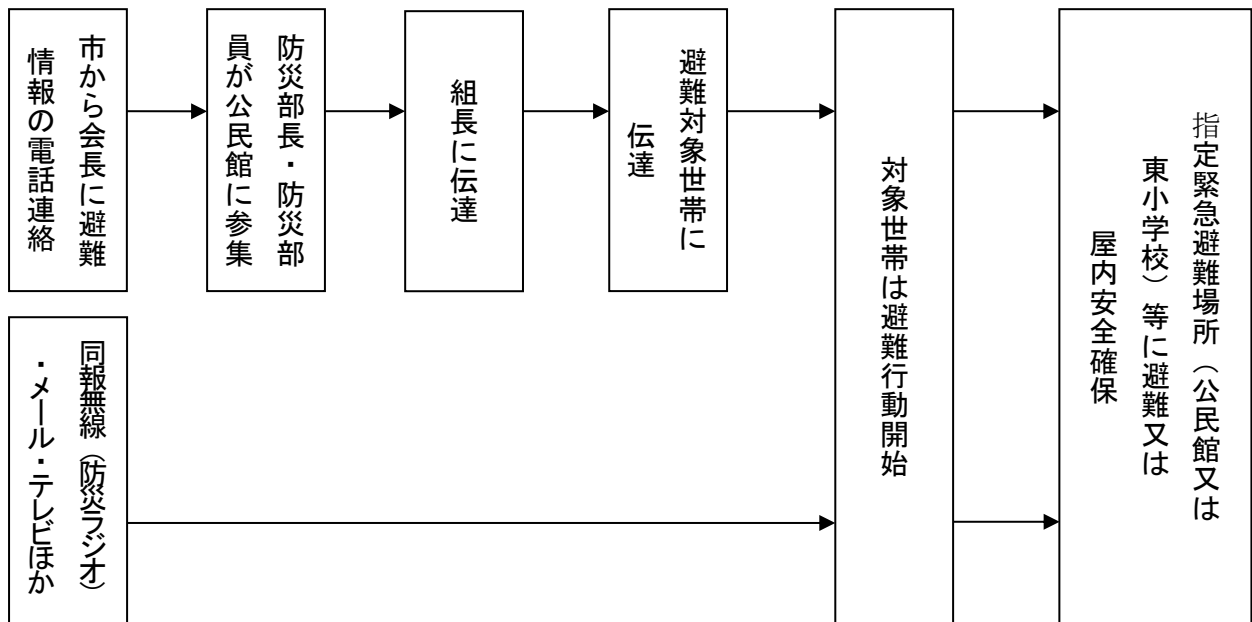 市から会長に避難
情報の電話連絡
防災部長・防災部
員が公民館に参集
組長に伝達
避難対象世帯に
伝達
対象世帯は避難行動開始
指定緊急避難場所（公民館又は
東小学校）等に避難又は
屋内安全確保
同報無線（防災ラジオ）
・メール・テレビほか